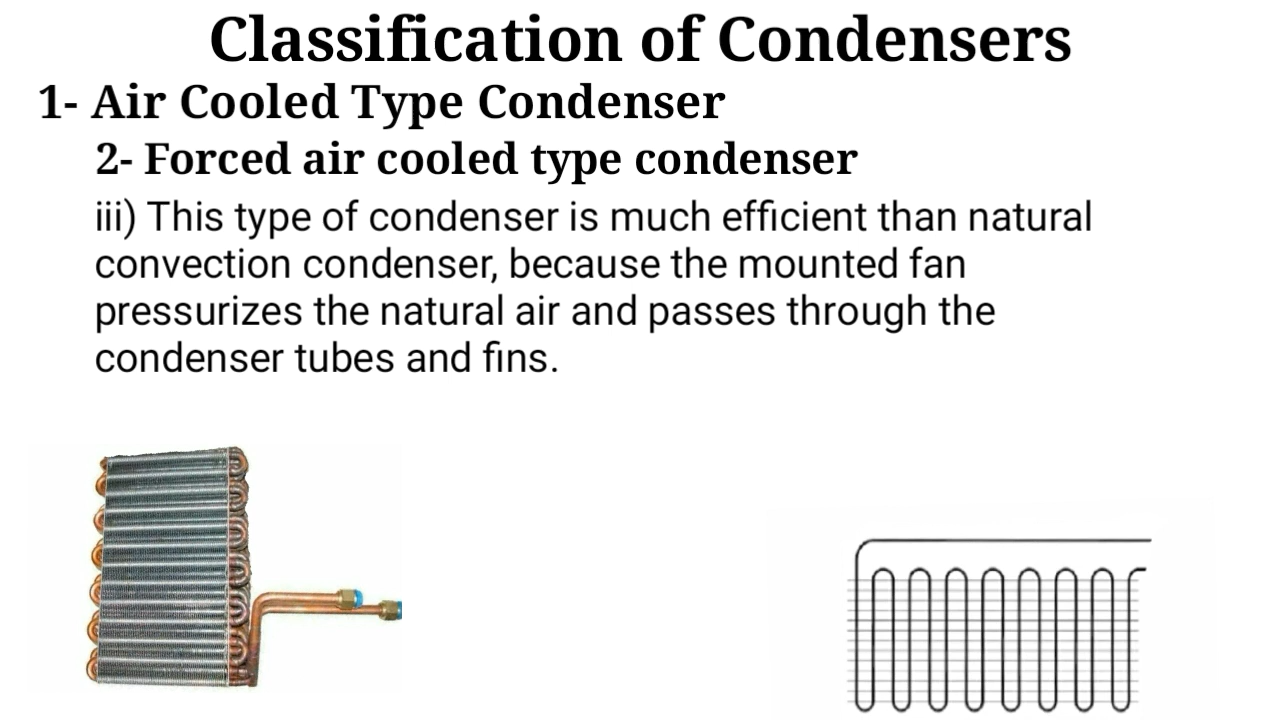 Classification of Condensers
1- Air Cooled Type Condenser
2- Forced air cooled type condenser
iii) This type of condenser is much efficient than natural
convection condenser, because the mounted fan
pressurizes the natural air and passes through the
condenser tubes and fins.